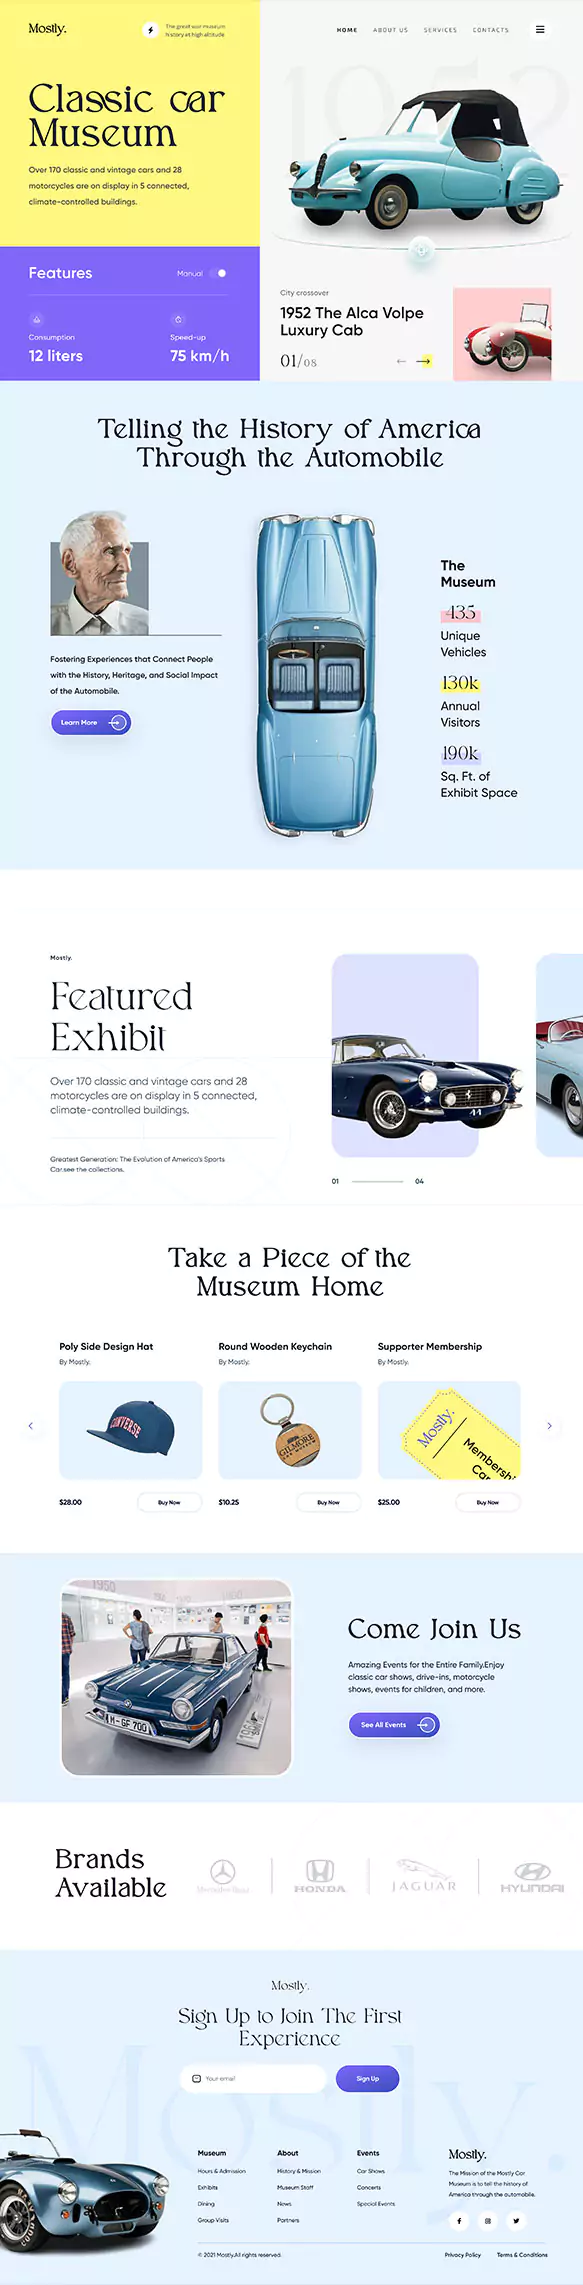 Mostly.
The great war museum
history at high altitude
HOME ABOUT US SERVICES CONTACTS
1952
Classic car
Museum
Over 170 classic and vintage cars and 28
motorcycles are on display in 5 connected,
climate-controlled buildings.
Features
Manual
Consumption
12 liters
Speed-up
75 km/h
City crossover
1952 The Alca Volpe
Luxury Cab
01/08
Telling the History of America
Through the Automobile
Fostering Experiences that Connect People
with the History, Heritage, and Social Impact
of the Automobile.
Learn More
The
Museum
435
Unique
Vehicles
130k
Annual
Visitors
190k
Sq. Ft. of
Exhibit Space
Mostly.
Featured
Exhibit
Over 170 classic and vintage cars and 28
motorcycles are on display in 5 connected,
climate-controlled buildings.
Greatest Generation: The Evolution of America's Sports
Car.see the collections.
01 04
Take a Piece of the
Museum Home
Poly Side Design Hat
By Mostly.
CONVERSE
$28.00
Buy Now
Round Wooden Keychain
By Mostly.
GILMORE
CAR MUSEUM
$10.25
Buy Now
Supporter Membership
By Mostly.
Mostly.
Membershi
Car
$25.00
Buy Now
1950
M-GF 700
Come Join Us
Amazing Events for the Entire Family.Enjoy
classic car shows, drive-ins, motorcycle
shows, events for children, and more.
See All Events
Brands
Available
Mercedes-Benz
HONDA
JAGUAR
HYUNDAI
Mostly.
Sign Up to Join The First
Experience
Your email
Sign Up
Mostly.
Museum
Hours & Admission
Exhibits
Dining
Group Visits
About
History & Mission
Museum Staff
News
Partners
Events
Car Shows
Concerts
Special Events
Mostly.
The Mission of the Mostly Car
Museum is to tell the history of
America through the automobile.
© 2021 Mostly.All rights reserved.
Privacy Policy
Terms & Conditions